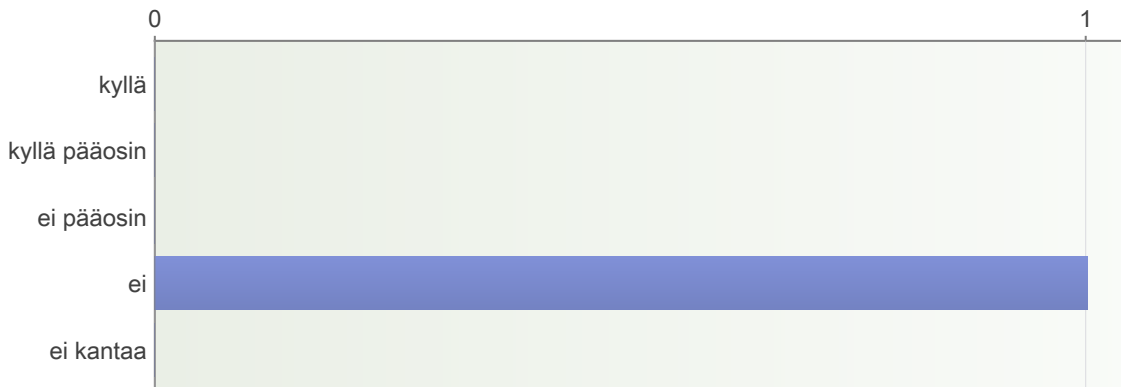 0 1
kyllä
kyllä pääosin
ei pääosin
ei
ei kantaa